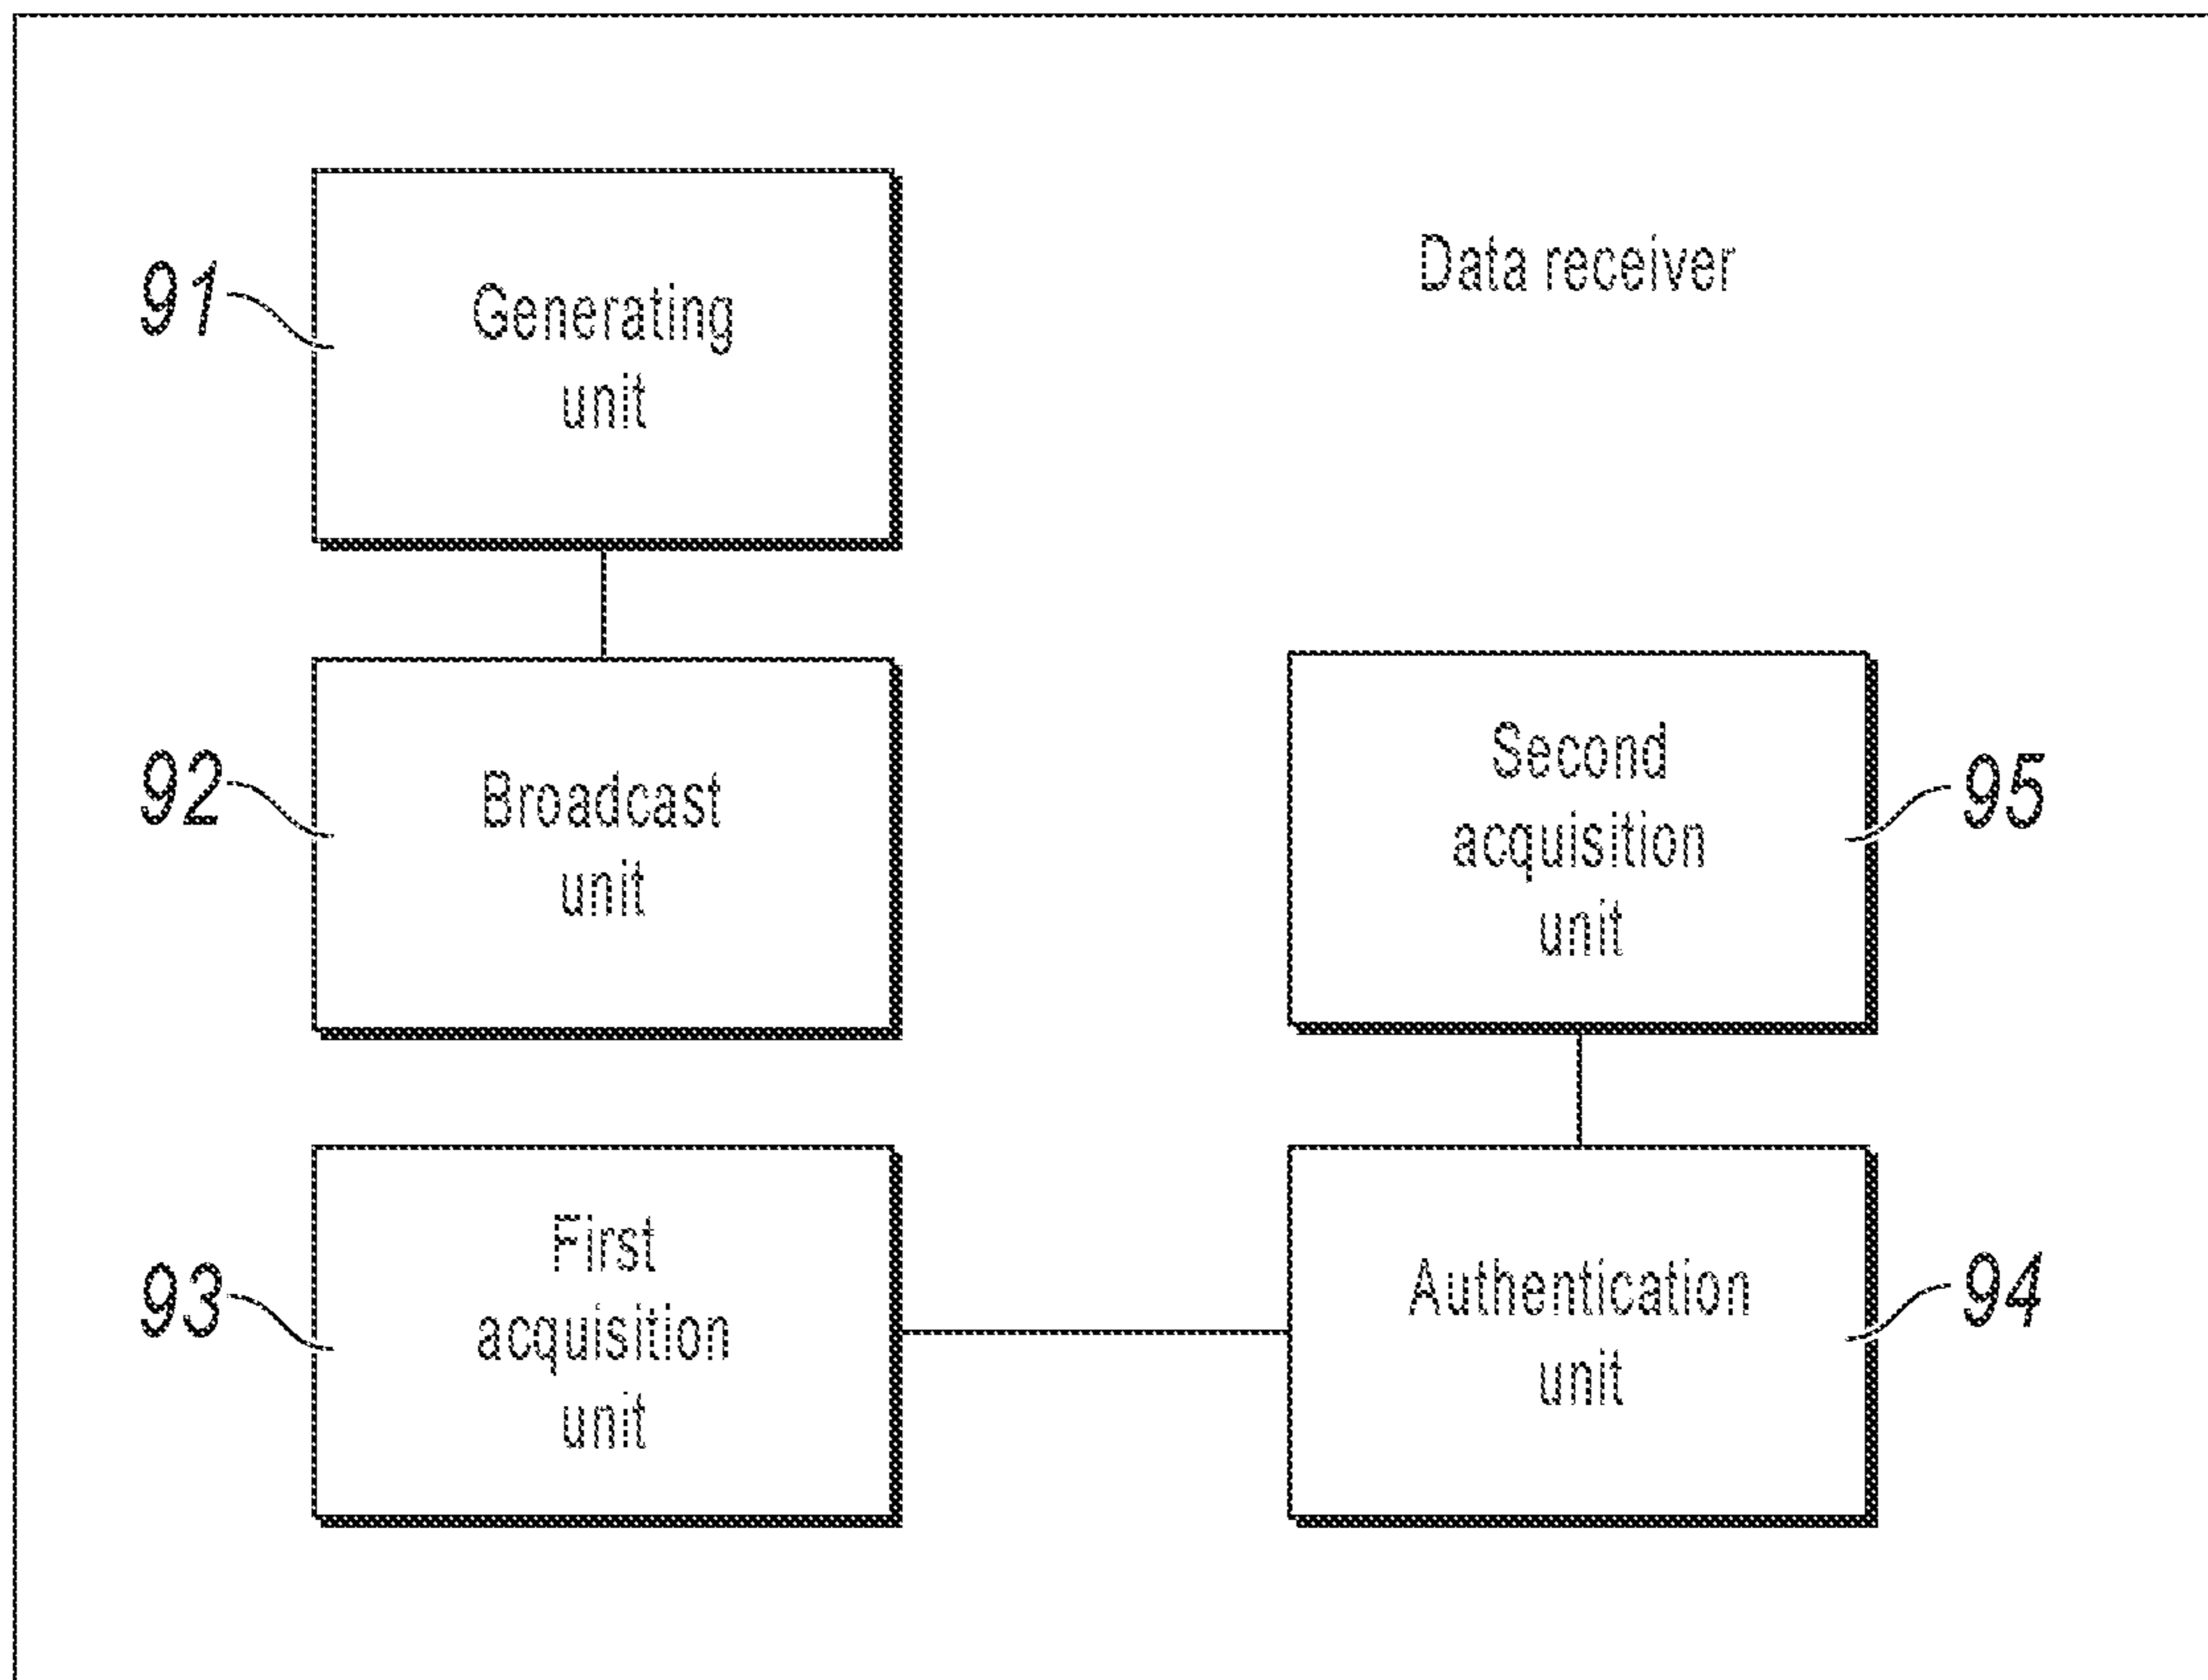 Data receiver
91
Generating
unit
92
Broadcast
unit
93
First
acquisition
unit
Second
acquisition
unit
95
Authentication
unit
94